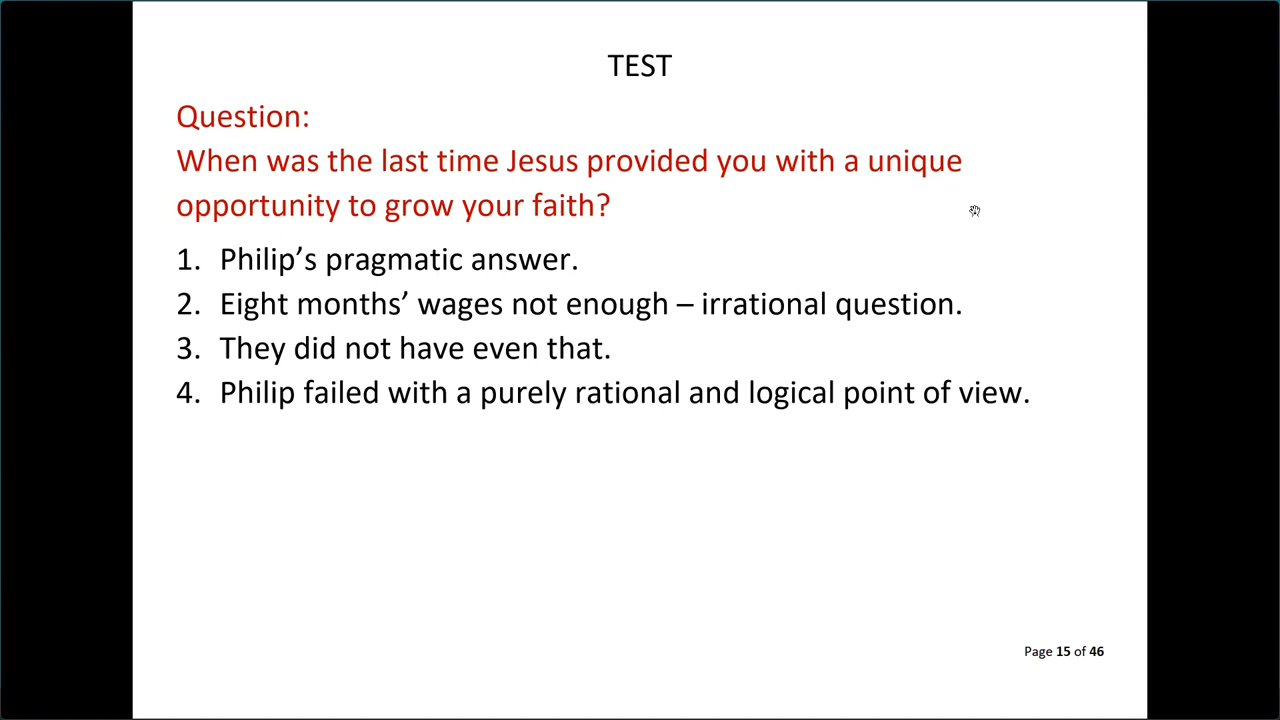 TEST
Question:
When was the last time Jesus provided you with a unique
opportunity to grow your faith?
1. Philip’s pragmatic answer.
2. Eight months’ wages not enough – irrational question.
3. They did not have even that.
4. Philip failed with a purely rational and logical point of view.
Page 15 of 46